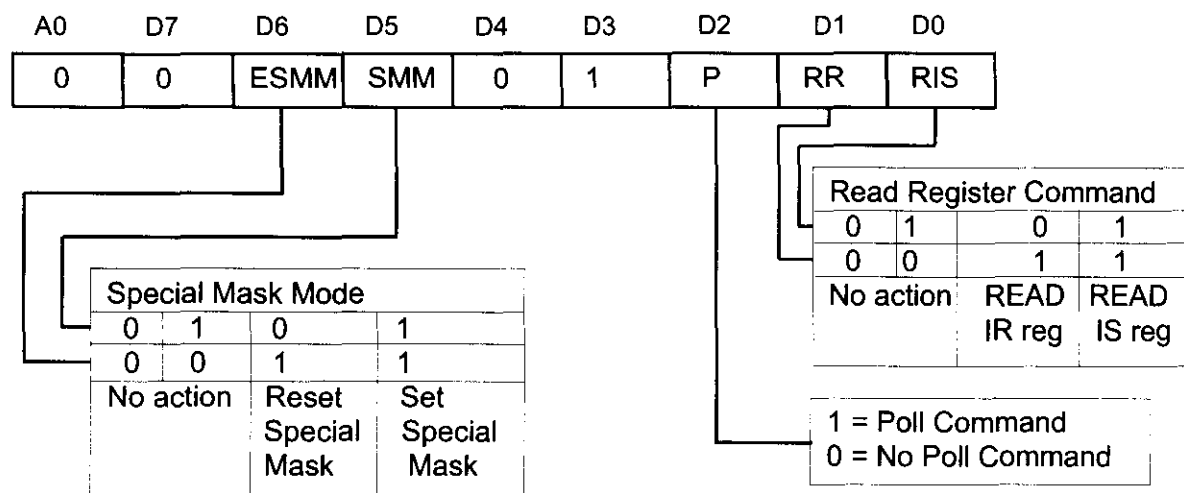 A0 D7 D6 D5 D4 D3 D2 D1 D0
0 0 ESMM SMM 0 1 P RR RIS
Read Register Command
0 1 0 1
0 0 1 1
No action READ READ
IR reg IS reg
Special Mask Mode
0 1 0 1
0 0 1 1
No action Reset Set
Special Special
Mask Mask
1 = Poll Command
0 = No Poll Command